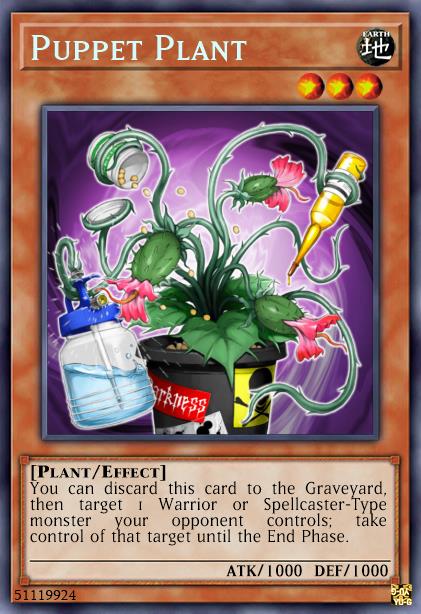 PUPPET PLANT
EARTH
地
arkness
[PLANT/EFFECT]
You can discard this card to the Graveyard,
then target 1 Warrior or Spellcaster-Type
monster your opponent controls; take
control of that target until the End Phase.
ATK/1000 DEF/1000
51119924